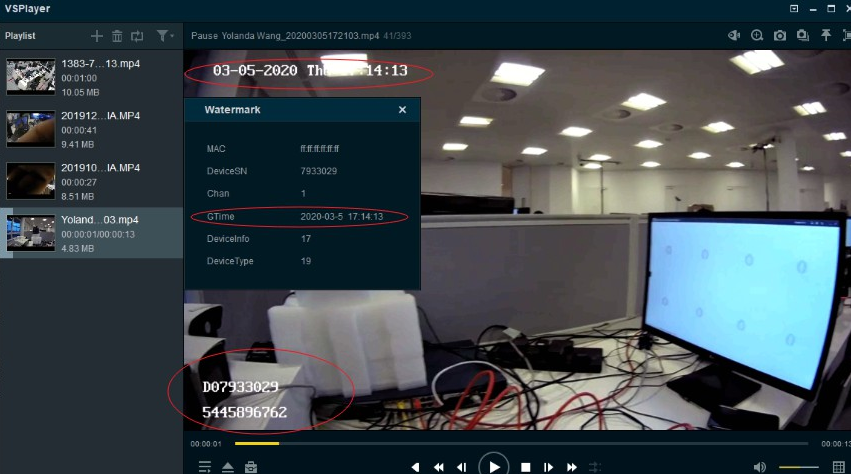 VSPlayer
Playlist
Pause Yolanda Wang_20200305172103.mp4 41/393
1383-7...13.mp4
00:01:00
10.05 MB
201912...IA.MP4
00:00:41
9.41 MB
201910...IA.MP4
00:00:27
8.51 MB
Yoland...03.mp4
00:00:01/00:00:13
4.83 MB
03-05-2020 Thu 17:14:13
Watermark
MAC ff:ff:ff:ff:ff:ff
DeviceSN 7933029
Chan 1
GTime 2020-03-5 17:14:13
DeviceInfo 17
DeviceType 19
D07933029
5445896762
00:00:01
00:00:13